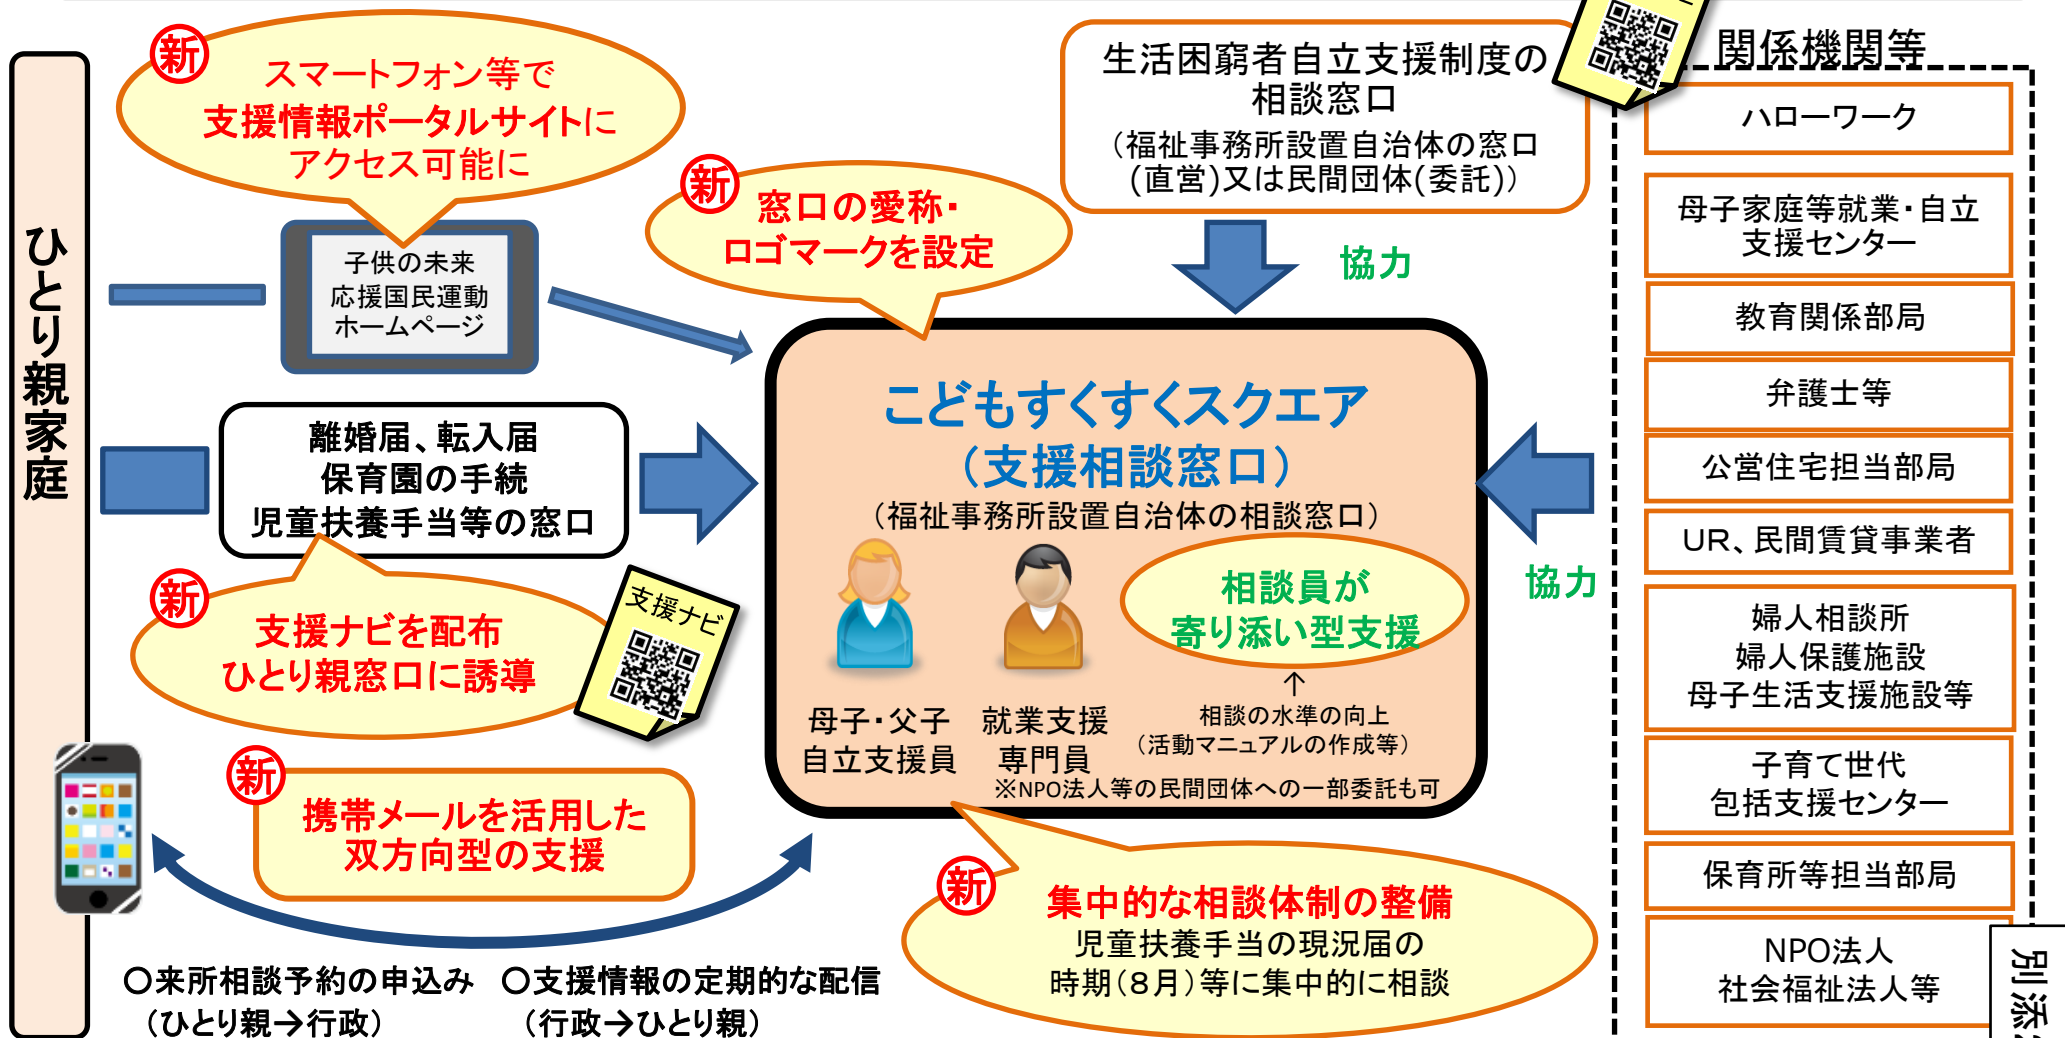 ひとり親家庭
新
スマートフォン等で
支援情報ポータルサイトに
アクセス可能に
子供の未来
応援国民運動
ホームページ
離婚届、転入届
保育園の手続
児童扶養手当等の窓口
新
支援ナビを配布
ひとり親窓口に誘導
支援ナビ
新
携帯メールを活用した
双方向型の支援
○来所相談予約の申込み
（ひとり親→行政）
○支援情報の定期的な配信
（行政→ひとり親）
新
窓口の愛称・
ロゴマークを設定
生活困窮者自立支援制度の
相談窓口
（福祉事務所設置自治体の窓口
(直営)又は民間団体(委託)）
協力
こどもすくすくスクエア
（支援相談窓口）
（福祉事務所設置自治体の相談窓口）
相談員が
寄り添い型支援
↑
相談の水準の向上
（活動マニュアルの作成等）
母子・父子
自立支援員
就業支援
専門員
※NPO法人等の民間団体への一部委託も可
新
集中的な相談体制の整備
児童扶養手当の現況届の
時期（８月）等に集中的に相談
協力
関係機関等
ハローワーク
母子家庭等就業・自立
支援センター
教育関係部局
弁護士等
公営住宅担当部局
ＵＲ、民間賃貸事業者
婦人相談所
婦人保護施設
母子生活支援施設等
子育て世代
包括支援センター
保育所等担当部局
NPO法人
社会福祉法人等
別添